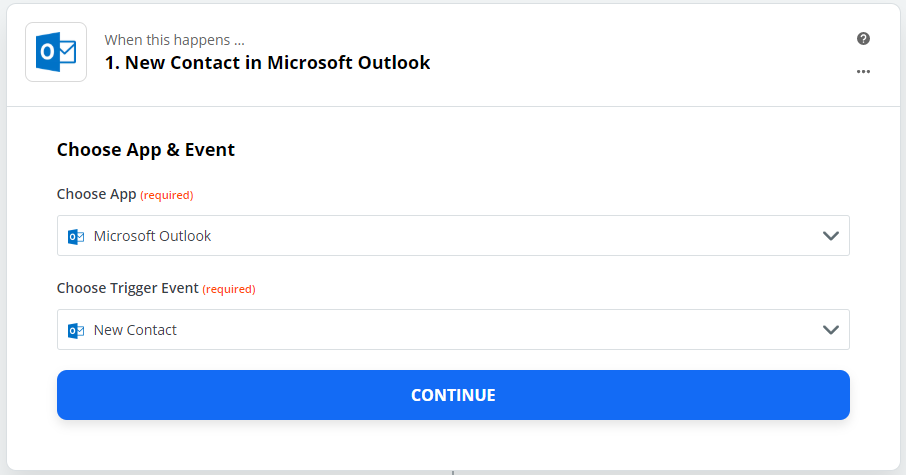 When this happens ...
1. New Contact in Microsoft Outlook
Choose App & Event
Choose App (required)
Microsoft Outlook
Choose Trigger Event (required)
New Contact
CONTINUE